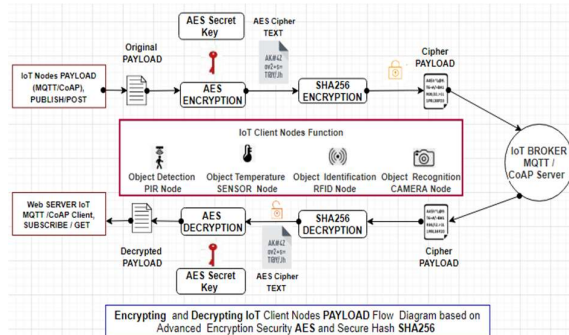 AES Secret
Key
AES Cipher
TEXT
Original
PAYLOAD
Cipher
PAYLOAD
IoT Nodes PAYLOAD
(MQTT/CoAP),
PUBLISH/POST
AES
ENCRYPTION
SHA256
ENCRYPTION
IoT Client Nodes Function
Object Detection
PIR Node
Object Temperature
SENSOR Node
Object Identification
RFID Node
Object Recognition
CAMERA Node
IoT BROKER
MQTT /
CoAP Server
Web SERVER IoT
MQTT /CoAP Client,
SUBSCRIBE / GET
AES
DECRYPTION
SHA256
DECRYPTION
Decrypted
PAYLOAD
AES Secret
Key
AES Cipher
TEXT
Cipher
PAYLOAD
Encrypting and Decrypting IoT Client Nodes PAYLOAD Flow Diagram based on
Advanced Encryption Security AES and Secure Hash SHA256